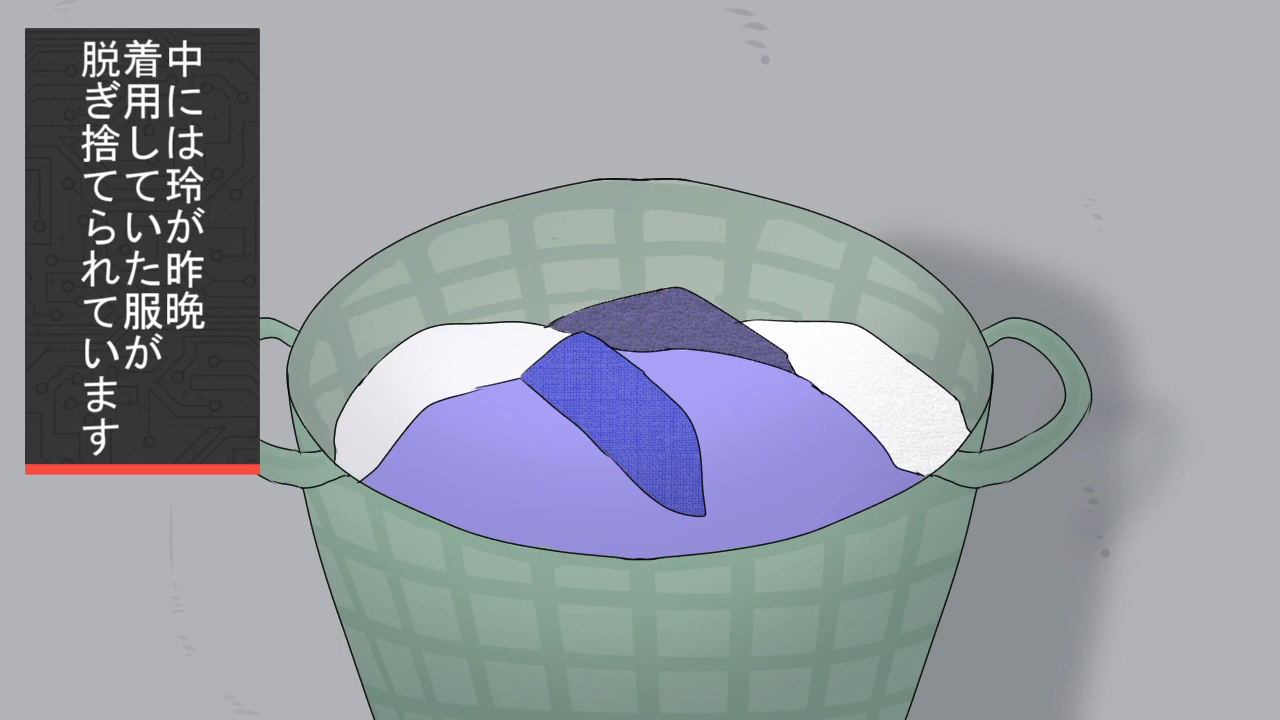 中には玲が昨晩
着用していた服が
脱ぎ捨てられています